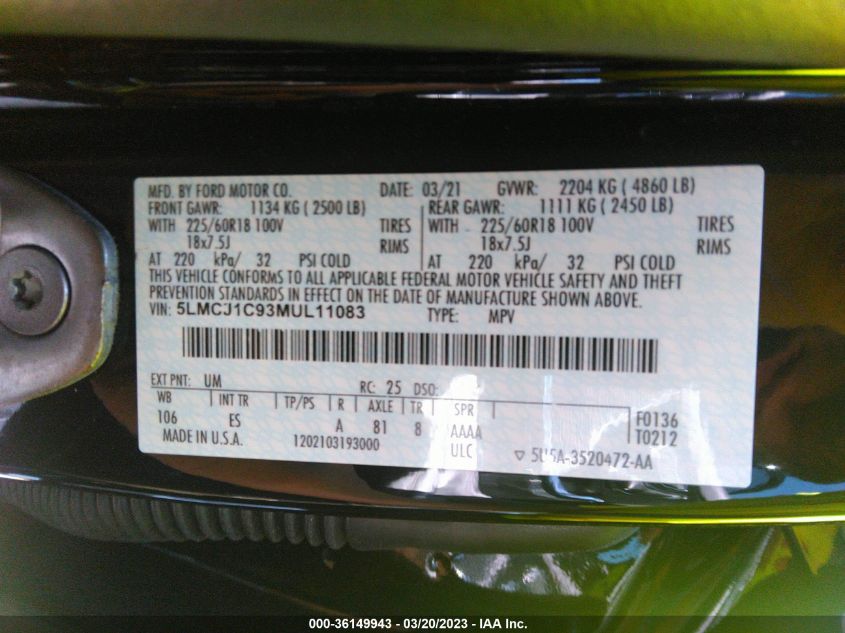 MFD. BY FORD MOTOR CO. DATE: 03/21 GVWR: 2204 KG ( 4860 LB)
FRONT GAWR: 1134 KG ( 2500 LB) REAR GAWR: 1111 KG ( 2450 LB)
WITH 225/60R18 100V TIRES WITH 225/60R18 100V TIRES
18x7.5J RIMS 18x7.5J RIMS
AT 220 kPa/ 32 PSI COLD AT 220 kPa/ 32 PSI COLD
THIS VEHICLE CONFORMS TO ALL APPLICABLE FEDERAL MOTOR VEHICLE SAFETY AND THEFT
PREVENTION STANDARDS IN EFFECT ON THE DATE OF MANUFACTURE SHOWN ABOVE.
VIN: 5LMCJ1C93MUL11083 TYPE: MPV
EXT PNT: UM RC: 25 DSO:
WB INT TR TP/PS R AXLE TR SPR
106 ES A 81 8 AAAA F0136
T0212
MADE IN U.S.A. 1202103193000 ULC ▽ 5U5A-3520472-AA
000-36149943 - 03/20/2023 - IAA Inc.